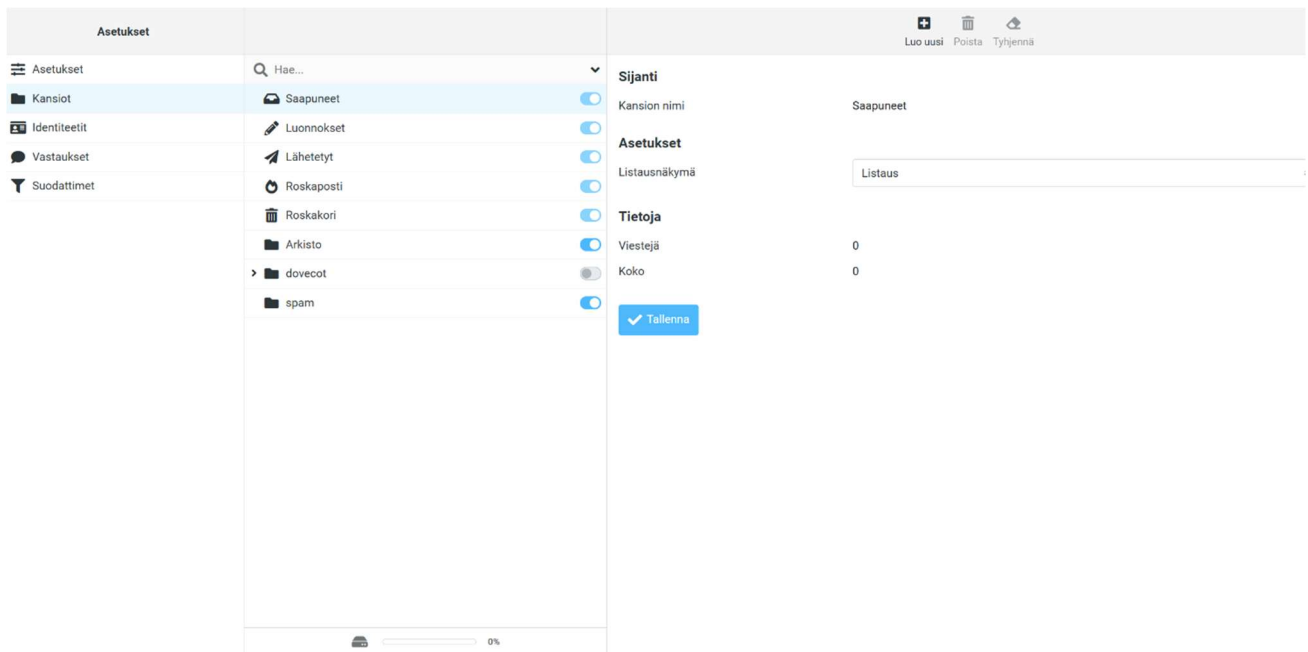 Asetukset
Luo uusi Poista Tyhjennä
Asetukset
Kansiot
Identiteetit
Vastaukset
Suodattimet
Hae...
Saapuneet
Luonnokset
Lähetetyt
Roskaposti
Roskakori
Arkisto
dovecot
spam
0%
Sijanti
Kansion nimi Saapuneet
Asetukset
Listausnäkymä Listaus
Tietoja
Viestejä 0
Koko 0
Tallenna